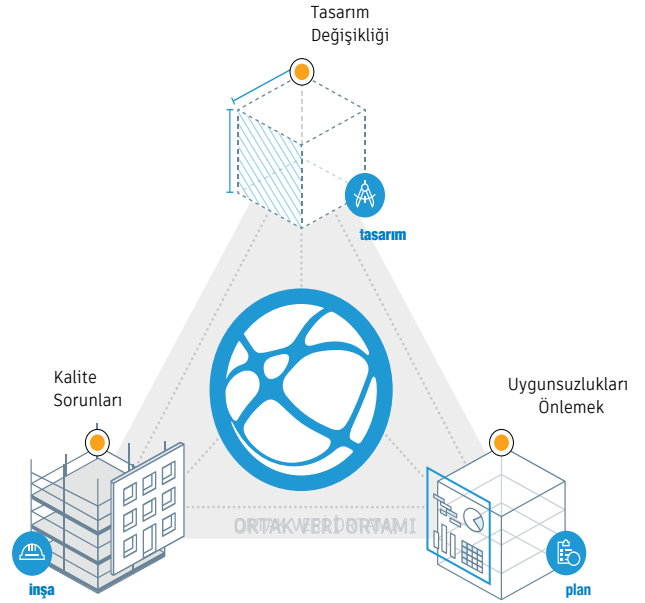 Tasarım
Değişikliği
tasarım
Kalite
Sorunları
Uygunsuzlukları
Önlemek
ORTAK VERİ ORTAMI
inşa
plan